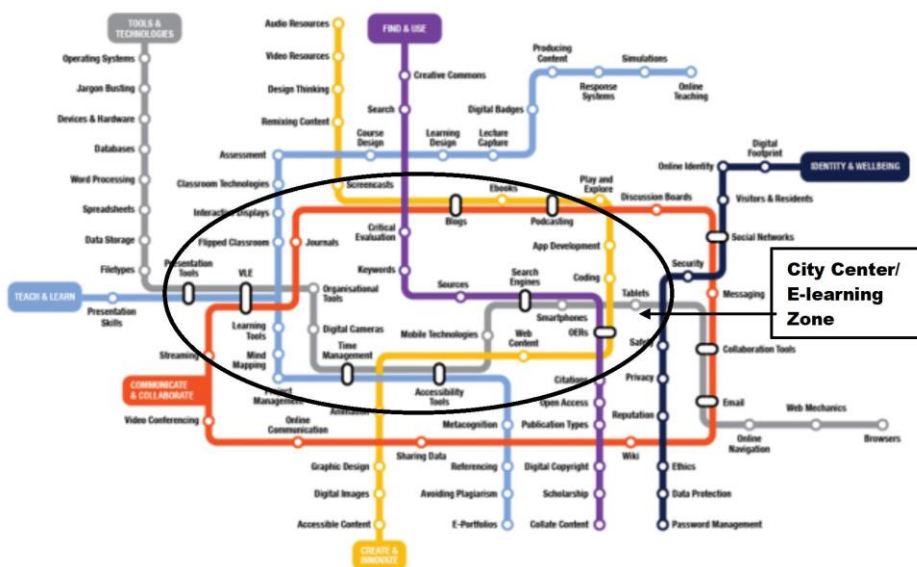 TOOLS &
TECHNOLOGIES
Operating Systems
Jargon Busting
Devices & Hardware
Databases
Word Processing
Spreadsheets
Data Storage
Filetypes
Presentation
Tools
VLE
Audio Resources
Video Resources
Design Thinking
Remixing Content
Screencasts
FIND & USE
Creative Commons
Search
Critical
Evaluation
Keywords
Sources
Search
Engines
Producing
Content
Simulations
Response
Systems
Online
Teaching
Digital Badges
Course
Design
Learning
Design
Lecture
Capture
Assessment
Classroom Technologies
Interactive Displays
Flipped Classroom
Journals
Blogs
Ebooks
Podcasting
Play and
Explore
Discussion Boards
App Development
Coding
Online Identity
Digital
Footprint
IDENTITY & WELLBEING
Visitors & Residents
Social Networks
Security
Messaging
City Center/
E-learning
Zone
TEACH & LEARN
Presentation
Skills
Organisational
Tools
Digital Cameras
Time
Management
Mobile Technologies
Smartphones
OERs
Tablets
Web
Content
Learning
Tools
Mind
Mapping
Project
Management
Animation
Accessibility
Tools
Streaming
COMMUNICATE
& COLLABORATE
Video Conferencing
Online
Communication
Sharing Data
Wiki
Safety
Collaboration Tools
Privacy
Email
Reputation
Web Mechanics
Online
Navigation
Browsers
Citations
Open Access
Publication Types
Digital Copyright
Scholarship
Collate Content
Metacognition
Referencing
Avoiding Plagiarism
E-Portfolios
Graphic Design
Digital Images
Accessible Content
CREATE &
INNOVATE
Ethics
Data Protection
Password Management